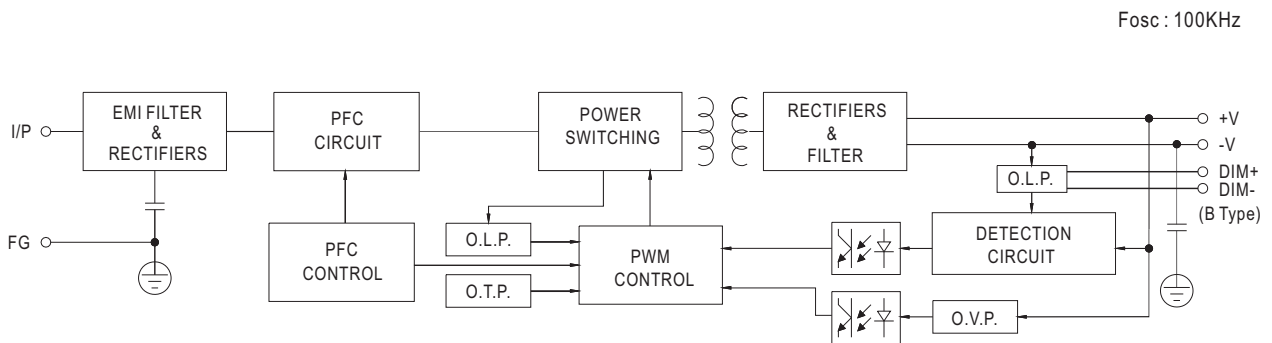 Fosc : 100KHz
I/P
EMI FILTER
&
RECTIFIERS
PFC
CIRCUIT
POWER
SWITCHING
RECTIFIERS
&
FILTER
+V
-V
O.L.P.
DIM+
DIM-
(B Type)
FG
PFC
CONTROL
O.L.P.
O.T.P.
PWM
CONTROL
DETECTION
CIRCUIT
O.V.P.